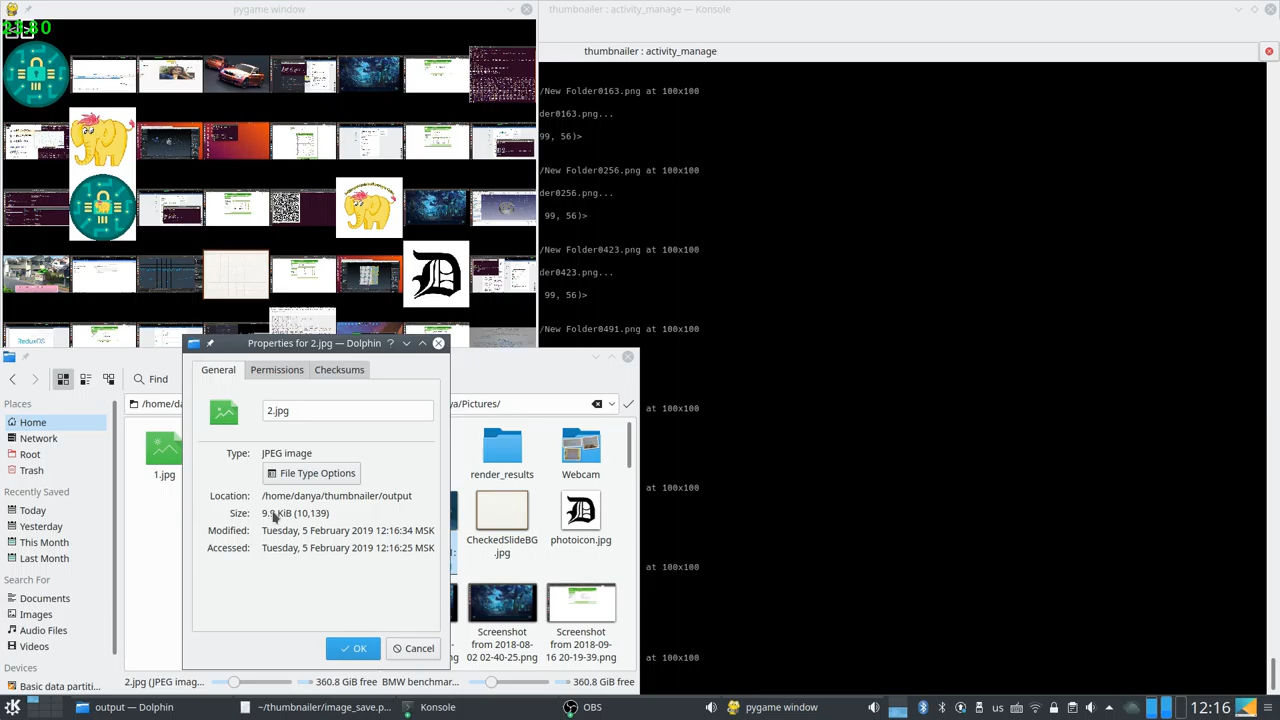 pygame window
thumbnailer : activity_manage — Konsole
thumbnailer : activity_manage
/New Folder0163.png at 100x100
der0163.png...
99, 56)>
/New Folder0256.png at 100x100
der0256.png...
99, 56)>
/New Folder0423.png at 100x100
der0423.png...
99, 56)>
/New Folder0491.png at 100x100
at 100x100
at 100x100
at 100x100
at 100x100
ReduxOS
Properties for 2.jpg — Dolphin
General
Permissions
Checksums
2.jpg
Type:
JPEG image
File Type Options
Location:
/home/danya/thumbnailer/output
Size:
9.9 KiB (10,139)
Modified:
Tuesday, 5 February 2019 12:16:34 MSK
Accessed:
Tuesday, 5 February 2019 12:16:25 MSK
OK
Cancel
Find
Places
Home
Network
Root
Trash
Recently Saved
Today
Yesterday
This Month
Last Month
Search For
Documents
Images
Audio Files
Videos
Devices
Basic data partiti...
/home/da
1.jpg
ya/Pictures/
render_results
Webcam
CheckedSlideBG
.jpg
photoicon.jpg
Screenshot
from 2018-08-
02 02-40-25.png
Screenshot
from 2018-09-
16 20-19-39.png
2.jpg (JPEG imag...
360.8 GiB free
BMW benchmar...
360.8 GiB free
output — Dolphin
~/thumbnailer/image_save.p...
Konsole
OBS
pygame window
us
12:16